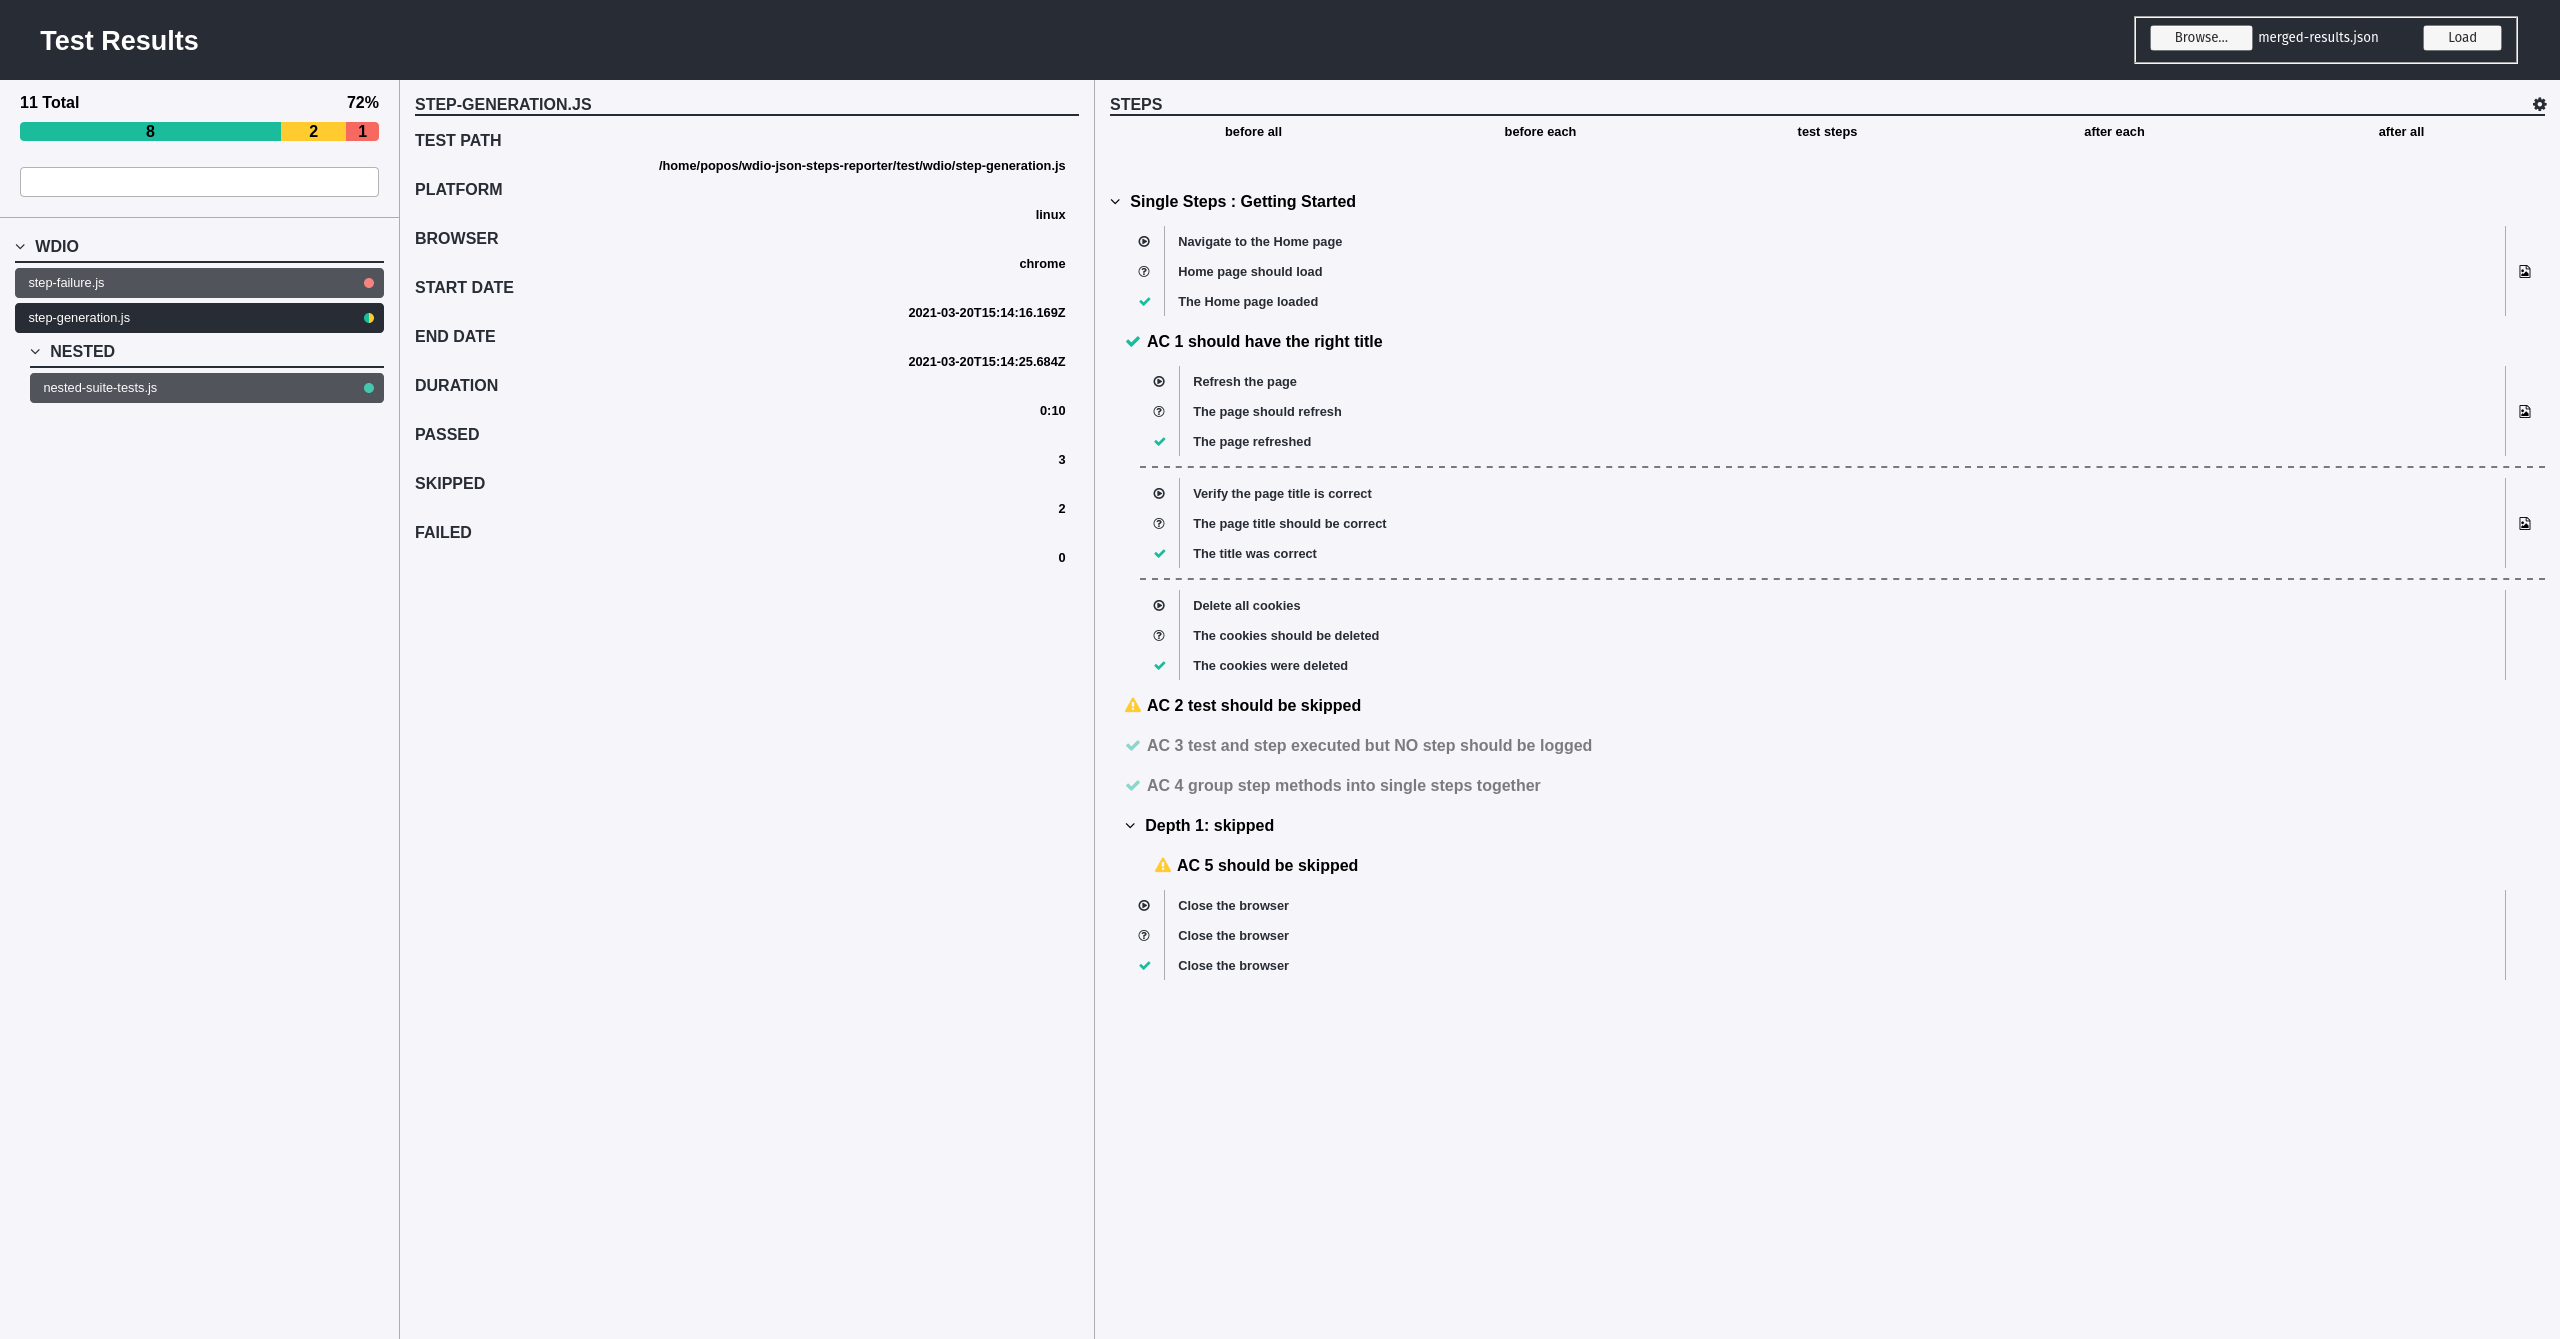 Test Results
Browse... merged-results.json Load
11 Total 72%
8 2 1
WDIO
step-failure.js
step-generation.js
NESTED
nested-suite-tests.js
STEP-GENERATION.JS
TEST PATH
/home/popos/wdio-json-steps-reporter/test/wdio/step-generation.js
PLATFORM
linux
BROWSER
chrome
START DATE
2021-03-20T15:14:16.169Z
END DATE
2021-03-20T15:14:25.684Z
DURATION
0:10
PASSED
3
SKIPPED
2
FAILED
0
STEPS
before all before each test steps after each after all
Single Steps : Getting Started
Navigate to the Home page
Home page should load
The Home page loaded
AC 1 should have the right title
Refresh the page
The page should refresh
The page refreshed
Verify the page title is correct
The page title should be correct
The title was correct
Delete all cookies
The cookies should be deleted
The cookies were deleted
AC 2 test should be skipped
AC 3 test and step executed but NO step should be logged
AC 4 group step methods into single steps together
Depth 1: skipped
AC 5 should be skipped
Close the browser
Close the browser
Close the browser